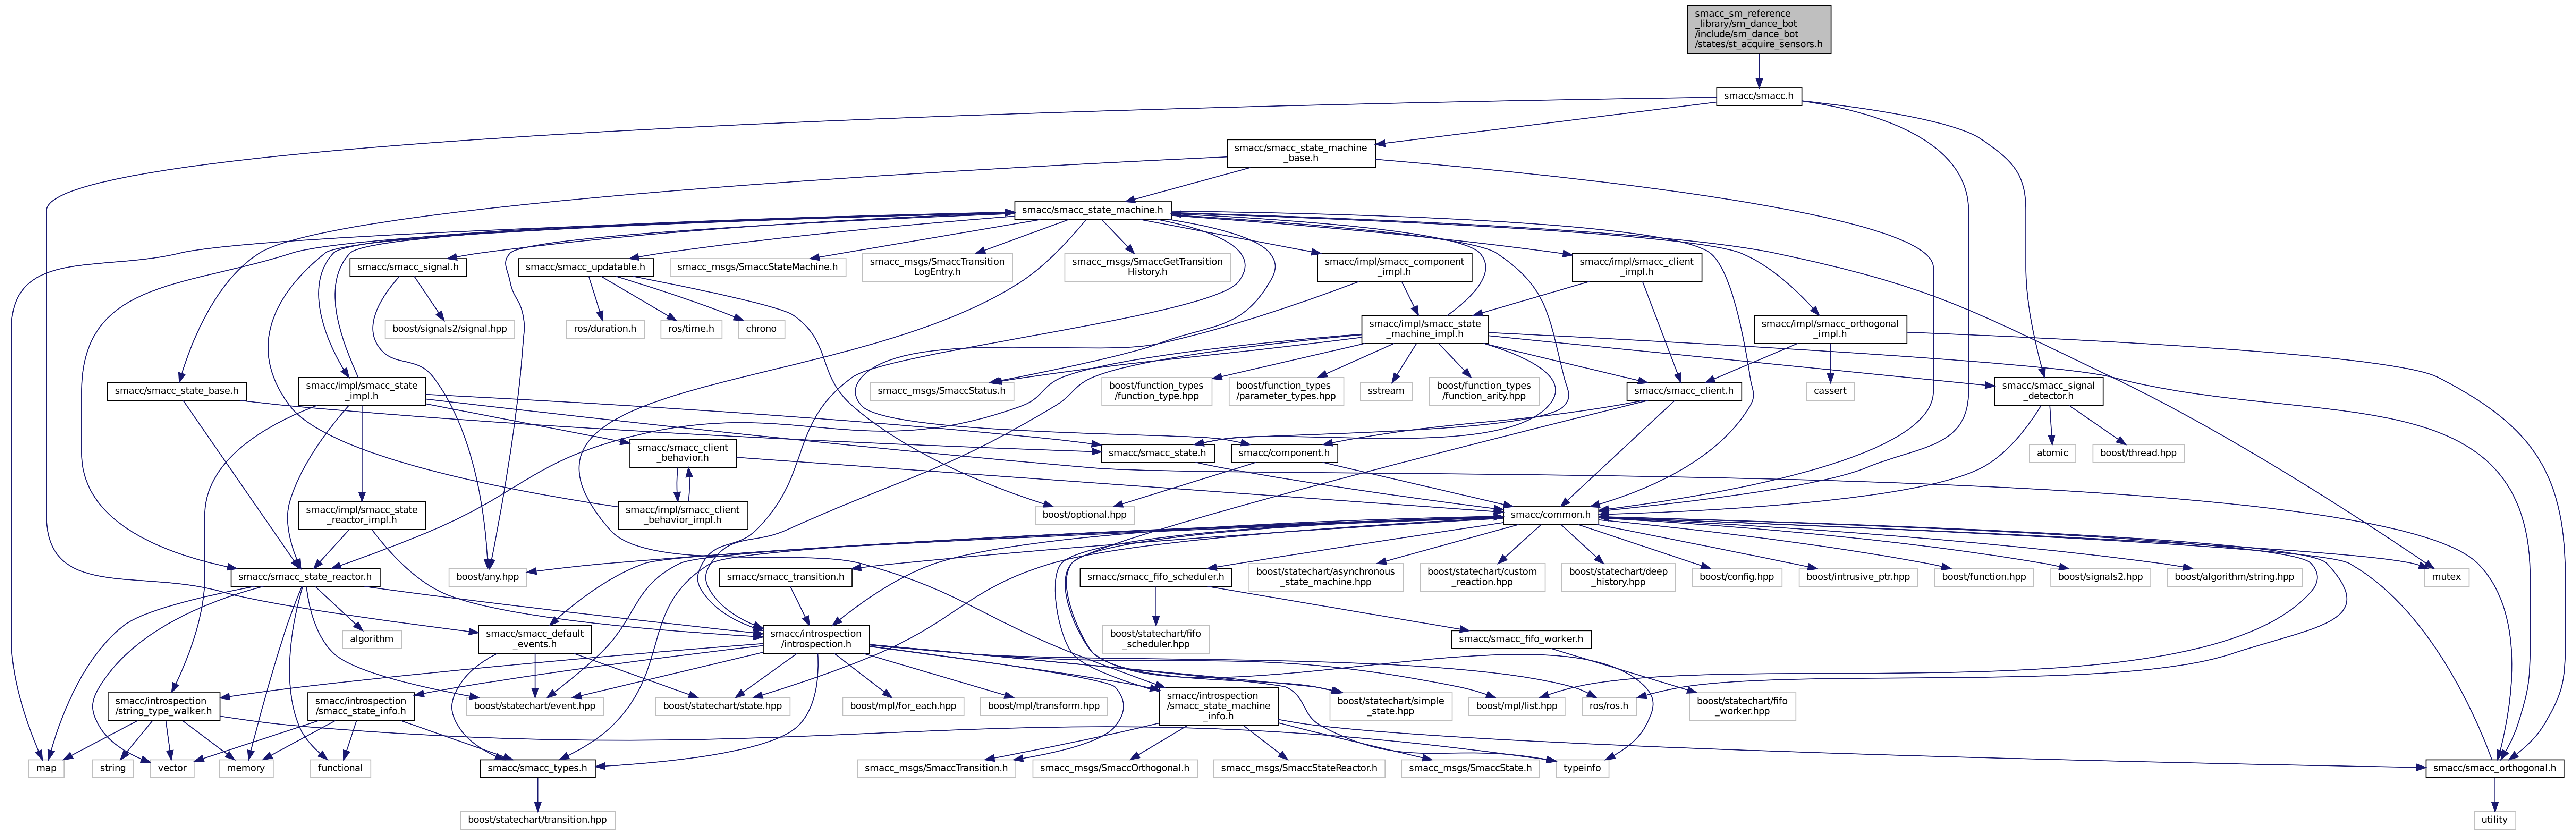 smacc_sm_reference
_library/sm_dance_bot
/include/sm_dance_bot
/states/st_acquire_sensors.h
smacc/smacc.h
smacc/smacc_state_machine
_base.h
smacc/smacc_state_machine.h
smacc/smacc_signal.h
smacc/smacc_updatable.h
smacc_msgs/SmaccStateMachine.h
smacc_msgs/SmaccTransition
LogEntry.h
smacc_msgs/SmaccGetTransition
History.h
smacc/impl/smacc_component
_impl.h
smacc/impl/smacc_client
_impl.h
boost/signals2/signal.hpp
ros/duration.h
ros/time.h
chrono
smacc/impl/smacc_state
_machine_impl.h
smacc/impl/smacc_orthogonal
_impl.h
smacc/smacc_state_base.h
smacc/impl/smacc_state
_impl.h
smacc_msgs/SmaccStatus.h
boost/function_types
/function_type.hpp
boost/function_types
/parameter_types.hpp
sstream
boost/function_types
/function_arity.hpp
smacc/smacc_client.h
cassert
smacc/smacc_signal
_detector.h
smacc/smacc_client
_behavior.h
smacc/smacc_state.h
smacc/component.h
atomic
boost/thread.hpp
smacc/impl/smacc_state
_reactor_impl.h
smacc/impl/smacc_client
_behavior_impl.h
boost/optional.hpp
smacc/common.h
smacc/smacc_state_reactor.h
boost/any.hpp
smacc/smacc_transition.h
smacc/smacc_fifo_scheduler.h
boost/statechart/asynchronous
_state_machine.hpp
boost/statechart/custom
_reaction.hpp
boost/statechart/deep
_history.hpp
boost/config.hpp
boost/intrusive_ptr.hpp
boost/function.hpp
boost/signals2.hpp
boost/algorithm/string.hpp
mutex
algorithm
smacc/smacc_default
_events.h
smacc/introspection
/introspection.h
boost/statechart/fifo
_scheduler.hpp
smacc/smacc_fifo_worker.h
smacc/introspection
/string_type_walker.h
smacc/introspection
/smacc_state_info.h
boost/statechart/event.hpp
boost/statechart/state.hpp
boost/mpl/for_each.hpp
boost/mpl/transform.hpp
smacc/introspection
/smacc_state_machine
_info.h
boost/statechart/simple
_state.hpp
boost/mpl/list.hpp
ros/ros.h
boost/statechart/fifo
_worker.hpp
map
string
vector
memory
functional
smacc/smacc_types.h
smacc_msgs/SmaccTransition.h
smacc_msgs/SmaccOrthogonal.h
smacc_msgs/SmaccStateReactor.h
smacc_msgs/SmaccState.h
typeinfo
smacc/smacc_orthogonal.h
boost/statechart/transition.hpp
utility